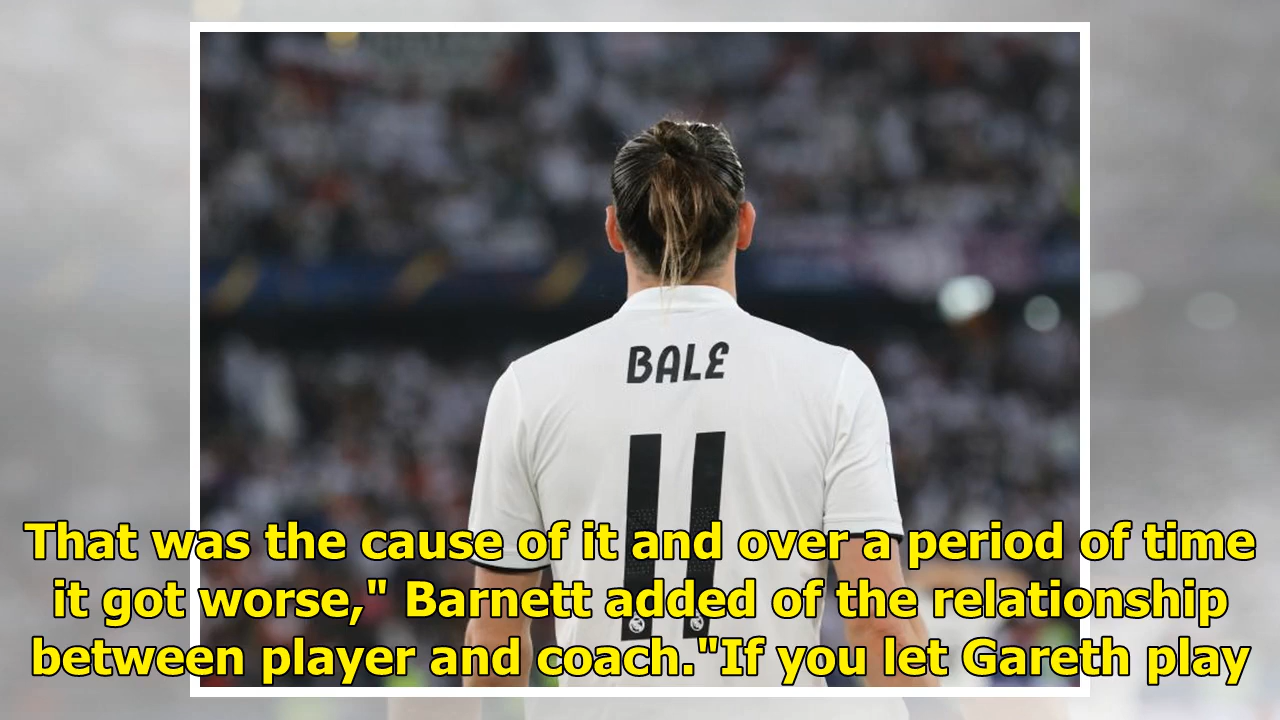 BALE
11
That was the cause of it and over a period of time
it got worse," Barnett added of the relationship
between player and coach."If you let Gareth play